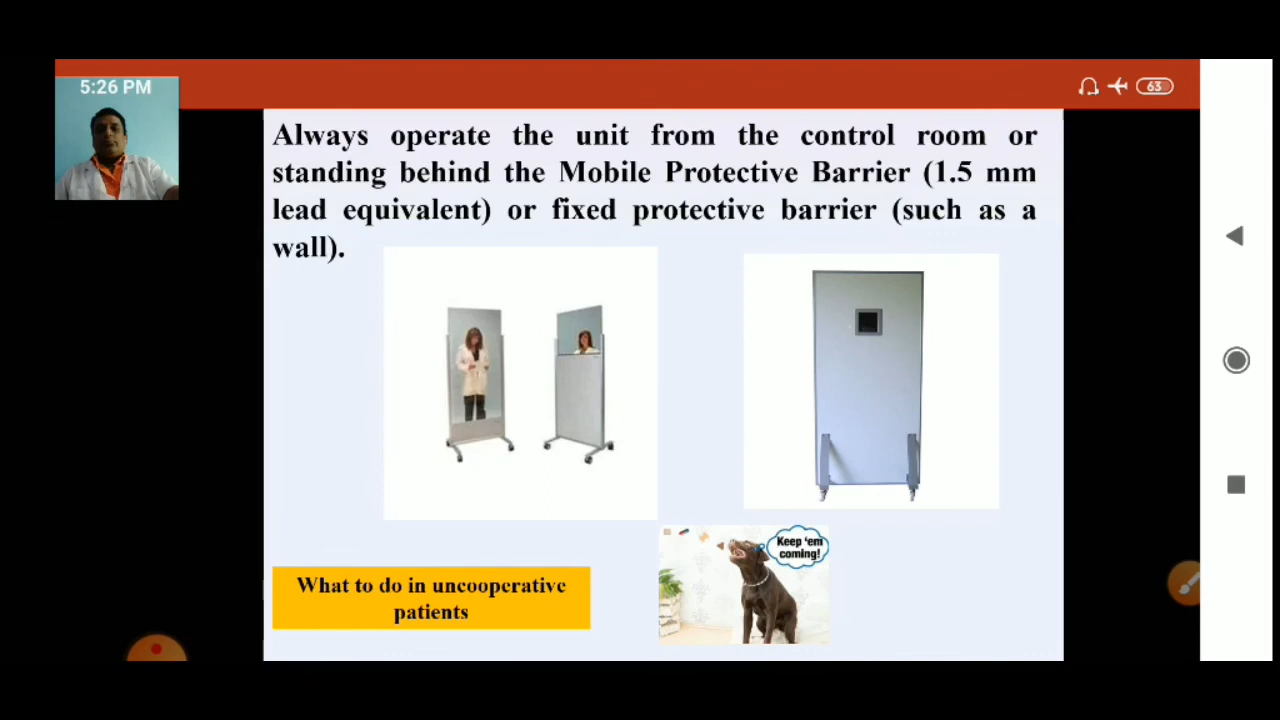 5:26 PM
63
Always operate the unit from the control room or
standing behind the Mobile Protective Barrier (1.5 mm
lead equivalent) or fixed protective barrier (such as a
wall).
Keep 'em
coming!
What to do in uncooperative
patients